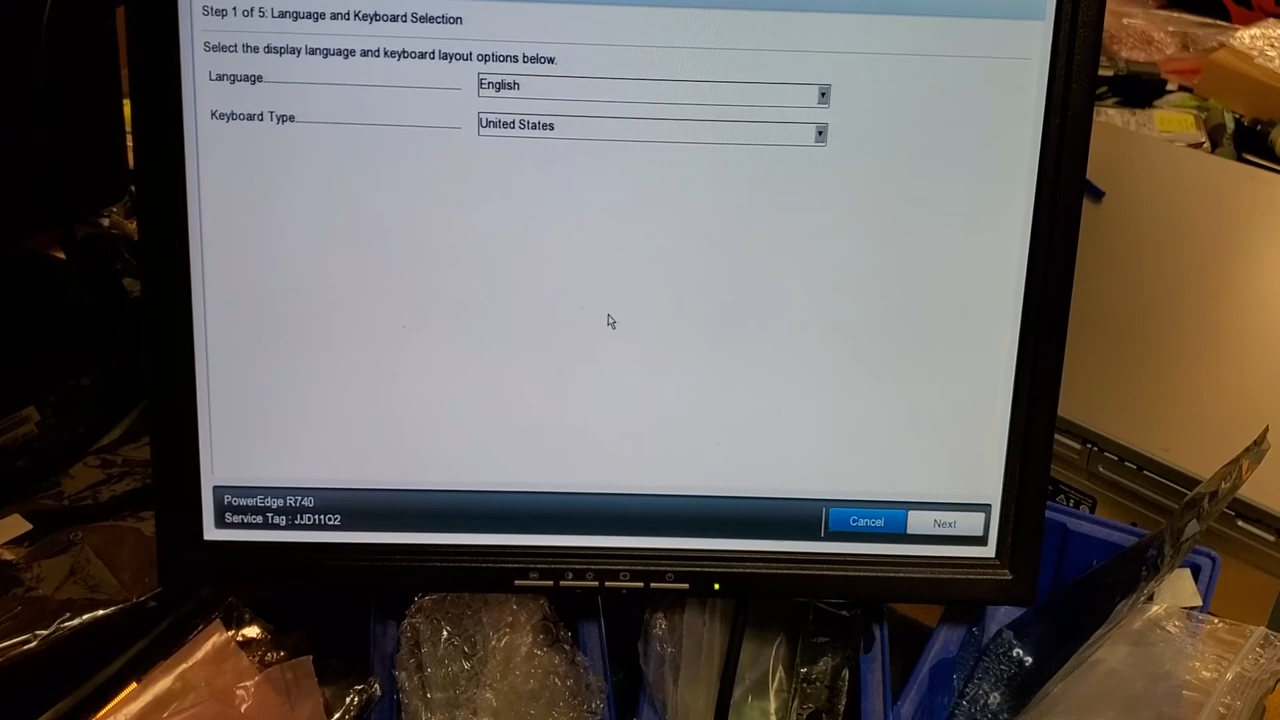 Step 1 of 5: Language and Keyboard Selection
Select the display language and keyboard layout options below.
Language
English
Keyboard Type
United States
PowerEdge R740
Service Tag : JJD11Q2
Cancel
Next